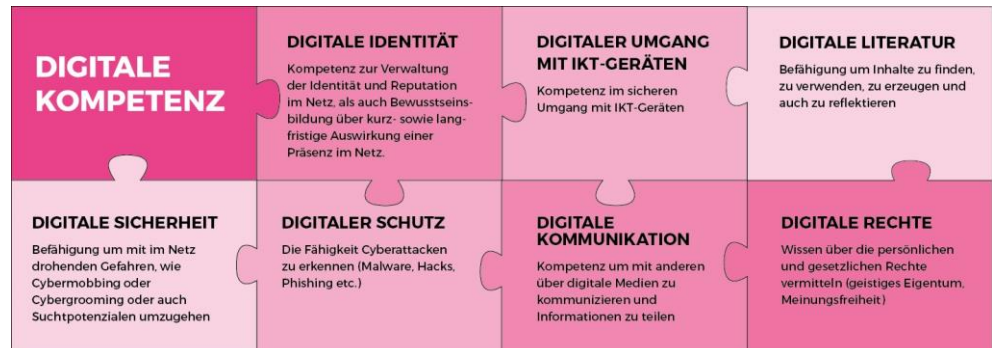 DIGITALE
KOMPETENZ
DIGITALE IDENTITÄT
Kompetenz zur Verwaltung
der Identität und Reputation
im Netz, als auch Bewusstseins-
bildung über kurz- sowie lang-
fristige Auswirkung einer
Präsenz im Netz.
DIGITALER UMGANG
MIT IKT-GERÄTEN
Kompetenz im sicheren
Umgang mit IKT-Geräten
DIGITALE LITERATUR
Befähigung um Inhalte zu finden,
zu verwenden, zu erzeugen und
auch zu reflektieren
DIGITALE SICHERHEIT
Befähigung um mit im Netz
drohenden Gefahren, wie
Cybermobbing oder
Cybergrooming oder auch
Suchtpotenzialen umzugehen
DIGITALER SCHUTZ
Die Fähigkeit Cyberattacken
zu erkennen (Malware, Hacks,
Phishing etc.)
DIGITALE
KOMMUNIKATION
Kompetenz um mit anderen
über digitale Medien zu
kommunizieren und
Informationen zu teilen
DIGITALE RECHTE
Wissen über die persönlichen
und gesetzlichen Rechte
vermitteln (geistiges Eigentum,
Meinungsfreiheit)